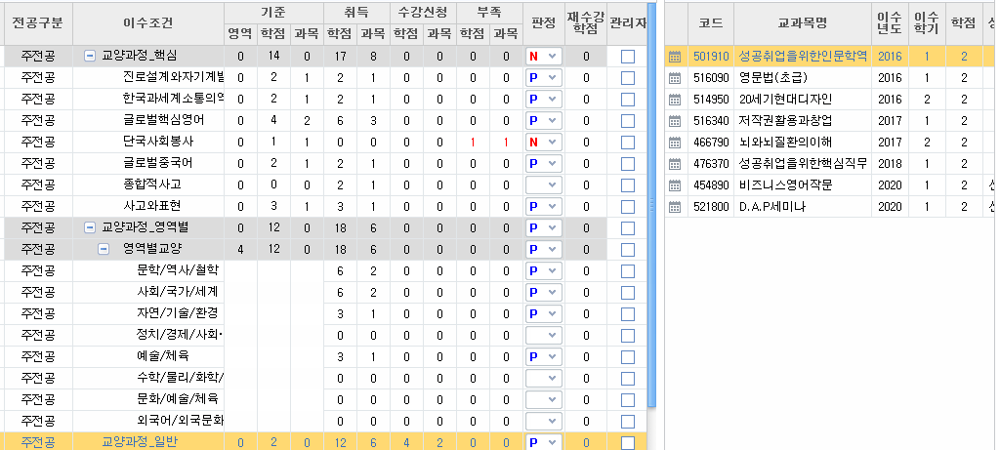 전공구분 이수조건 기준 취득 수강신청 부족 판정 재수강학점 관리자
영역 학점 과목 학점 과목 학점 과목 학점 과목
주전공 교양과정_핵심 0 14 0 17 8 0 0 0 0 N 0
주전공 진로설계와자기계발 0 2 1 2 1 0 0 0 0 P 0
주전공 한국과세계소통의역 0 2 1 2 1 0 0 0 0 P 0
주전공 글로벌핵심영어 0 4 2 6 3 0 0 0 0 P 0
주전공 단국사회봉사 0 1 1 0 0 0 0 1 1 N 0
주전공 글로벌중국어 0 2 1 2 1 0 0 0 0 P 0
주전공 종합적사고 0 0 0 2 1 0 0 0 0 0
주전공 사고와표현 0 3 1 3 1 0 0 0 0 P 0
주전공 교양과정_영역별 0 12 0 18 6 0 0 0 0 P 0
주전공 영역별교양 4 12 0 18 6 0 0 0 0 P 0
주전공 문학/역사/철학 6 2 0 0 0 0 P 0
주전공 사회/국가/세계 6 2 0 0 0 0 P 0
주전공 자연/기술/환경 3 1 0 0 0 0 P 0
주전공 정치/경제/사회· 0 0 0 0 0 0 0
주전공 예술/체육 3 1 0 0 0 0 P 0
주전공 수학/물리/화학/ 0 0 0 0 0 0 0
주전공 문화/예술/체육 0 0 0 0 0 0 0
주전공 외국어/외국문화 0 0 0 0 0 0 0
주전공 교양과정_일반 0 2 0 12 6 4 2 0 0 P 0
코드 교과목명 이수년도 이수학기 학점
501910 성공취업을위한인문학역 2016 1 2
516090 영문법(초급) 2016 1 2
514950 20세기현대디자인 2016 2 2
516340 저작권활용과창업 2017 1 2
466790 뇌와뇌질환의이해 2017 2 2
476370 성공취업을위한핵심직무 2018 1 2
454890 비즈니스영어작문 2020 1 2
521800 D.A.P세미나 2020 1 2